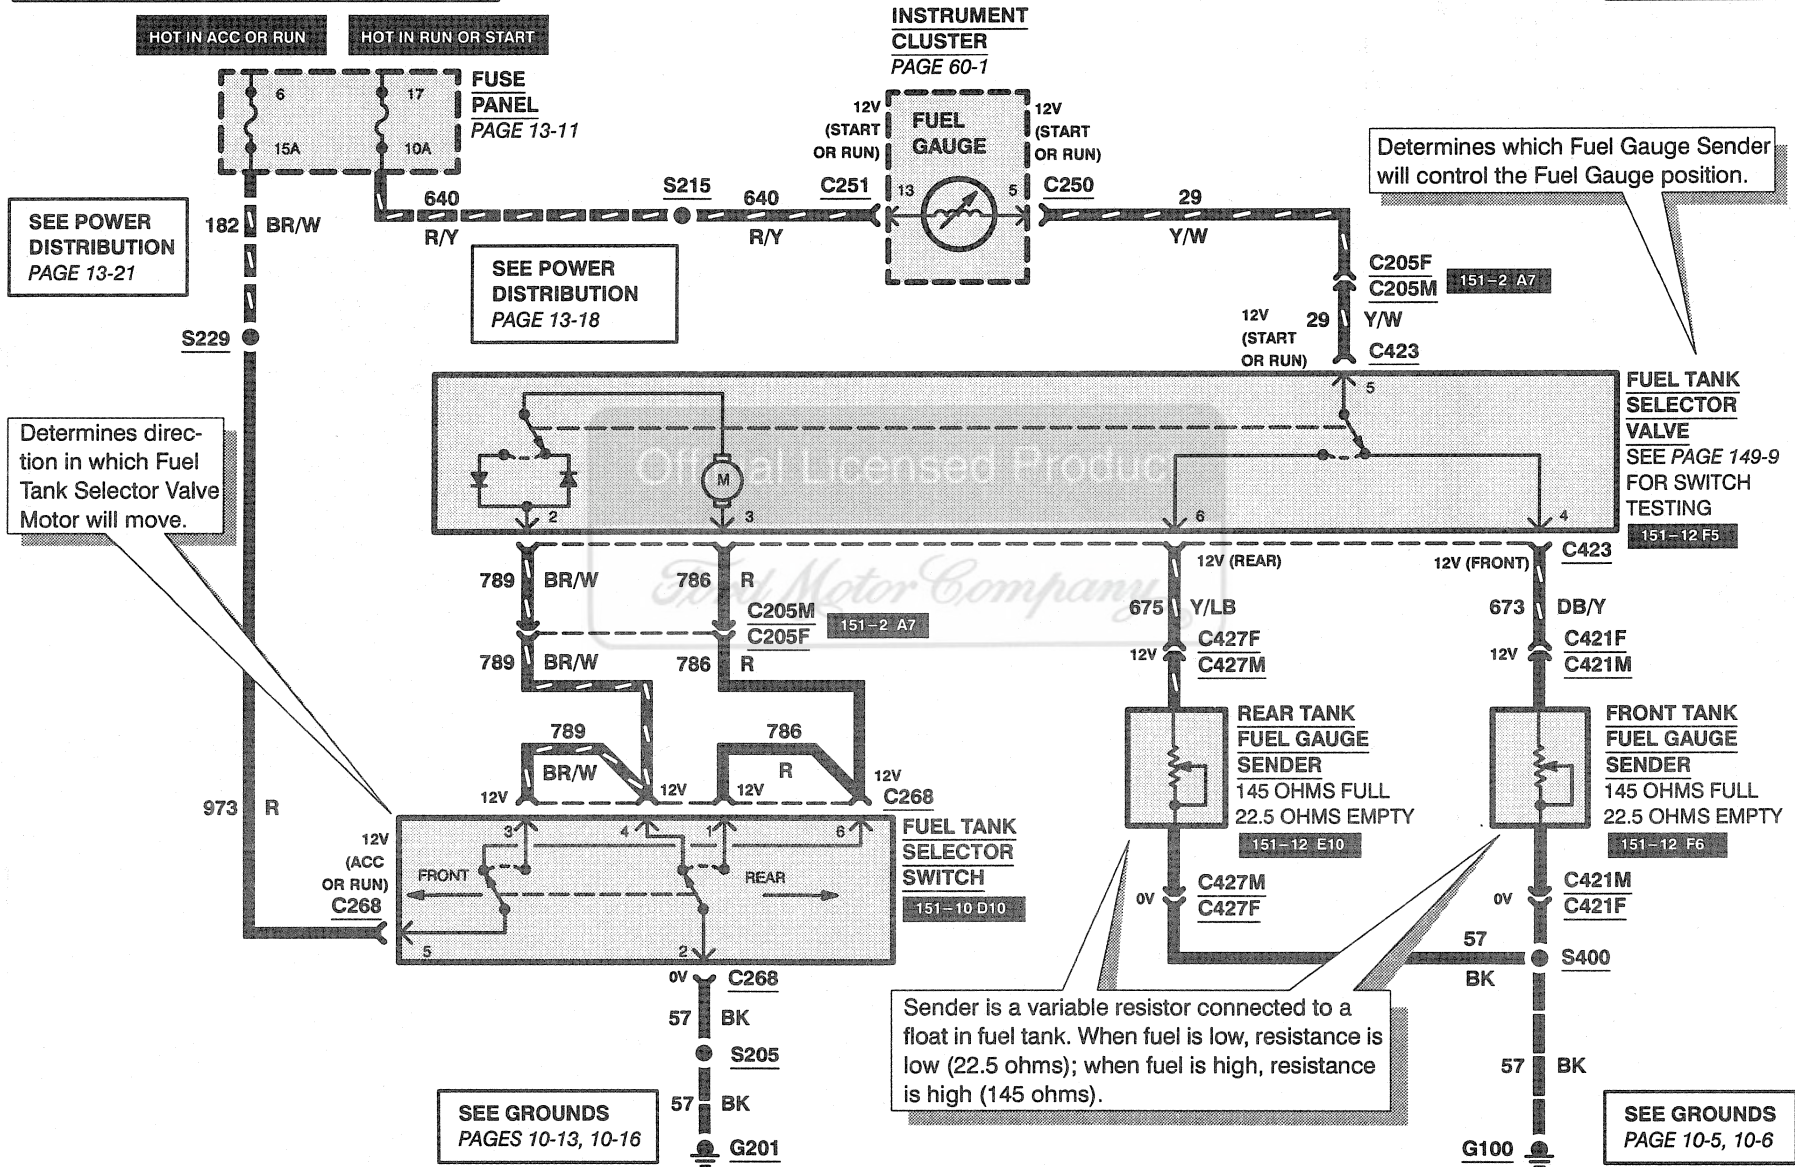 HOT IN ACC OR RUN
HOT IN RUN OR START
6
15A
17
10A
FUSE
PANEL
PAGE 13-11
INSTRUMENT
CLUSTER
PAGE 60-1
12V
(START
OR RUN)
FUEL
GAUGE
12V
(START
OR RUN)
C251
13
5
C250
SEE POWER
DISTRIBUTION
PAGE 13-21
182
BR/W
640
R/Y
S215
640
R/Y
29
Y/W
SEE POWER
DISTRIBUTION
PAGE 13-18
Determines which Fuel Gauge Sender
will control the Fuel Gauge position.
C205F
C205M
151-2 A7
12V
(START
OR RUN)
29
Y/W
C423
S229
5
FUEL TANK
SELECTOR
VALVE
SEE PAGE 149-9
FOR SWITCH
TESTING
151-12 F5
Determines direc-
tion in which Fuel
Tank Selector Valve
Motor will move.
M
2
3
6
4
Official Licensed Product
Ford Motor Company
12V (REAR)
12V (FRONT)
C423
789
BR/W
786
R
C205M
C205F
151-2 A7
789
BR/W
786
R
675
Y/LB
C427F
12V
C427M
673
DB/Y
C421F
12V
C421M
789
BR/W
786
R
12V
12V
12V
12V
C268
REAR TANK
FUEL GAUGE
SENDER
145 OHMS FULL
22.5 OHMS EMPTY
151-12 E10
FRONT TANK
FUEL GAUGE
SENDER
145 OHMS FULL
22.5 OHMS EMPTY
151-12 F6
973
R
12V
(ACC
OR RUN)
C268
3
4
1
6
FRONT
REAR
5
2
FUEL TANK
SELECTOR
SWITCH
151-10 D10
0V
C427M
C427F
0V
C421M
C421F
57
BK
S400
0V
C268
57
BK
S205
57
BK
G201
SEE GROUNDS
PAGES 10-13, 10-16
Sender is a variable resistor connected to a
float in fuel tank. When fuel is low, resistance is
low (22.5 ohms); when fuel is high, resistance
is high (145 ohms).
57
BK
G100
SEE GROUNDS
PAGE 10-5, 10-6